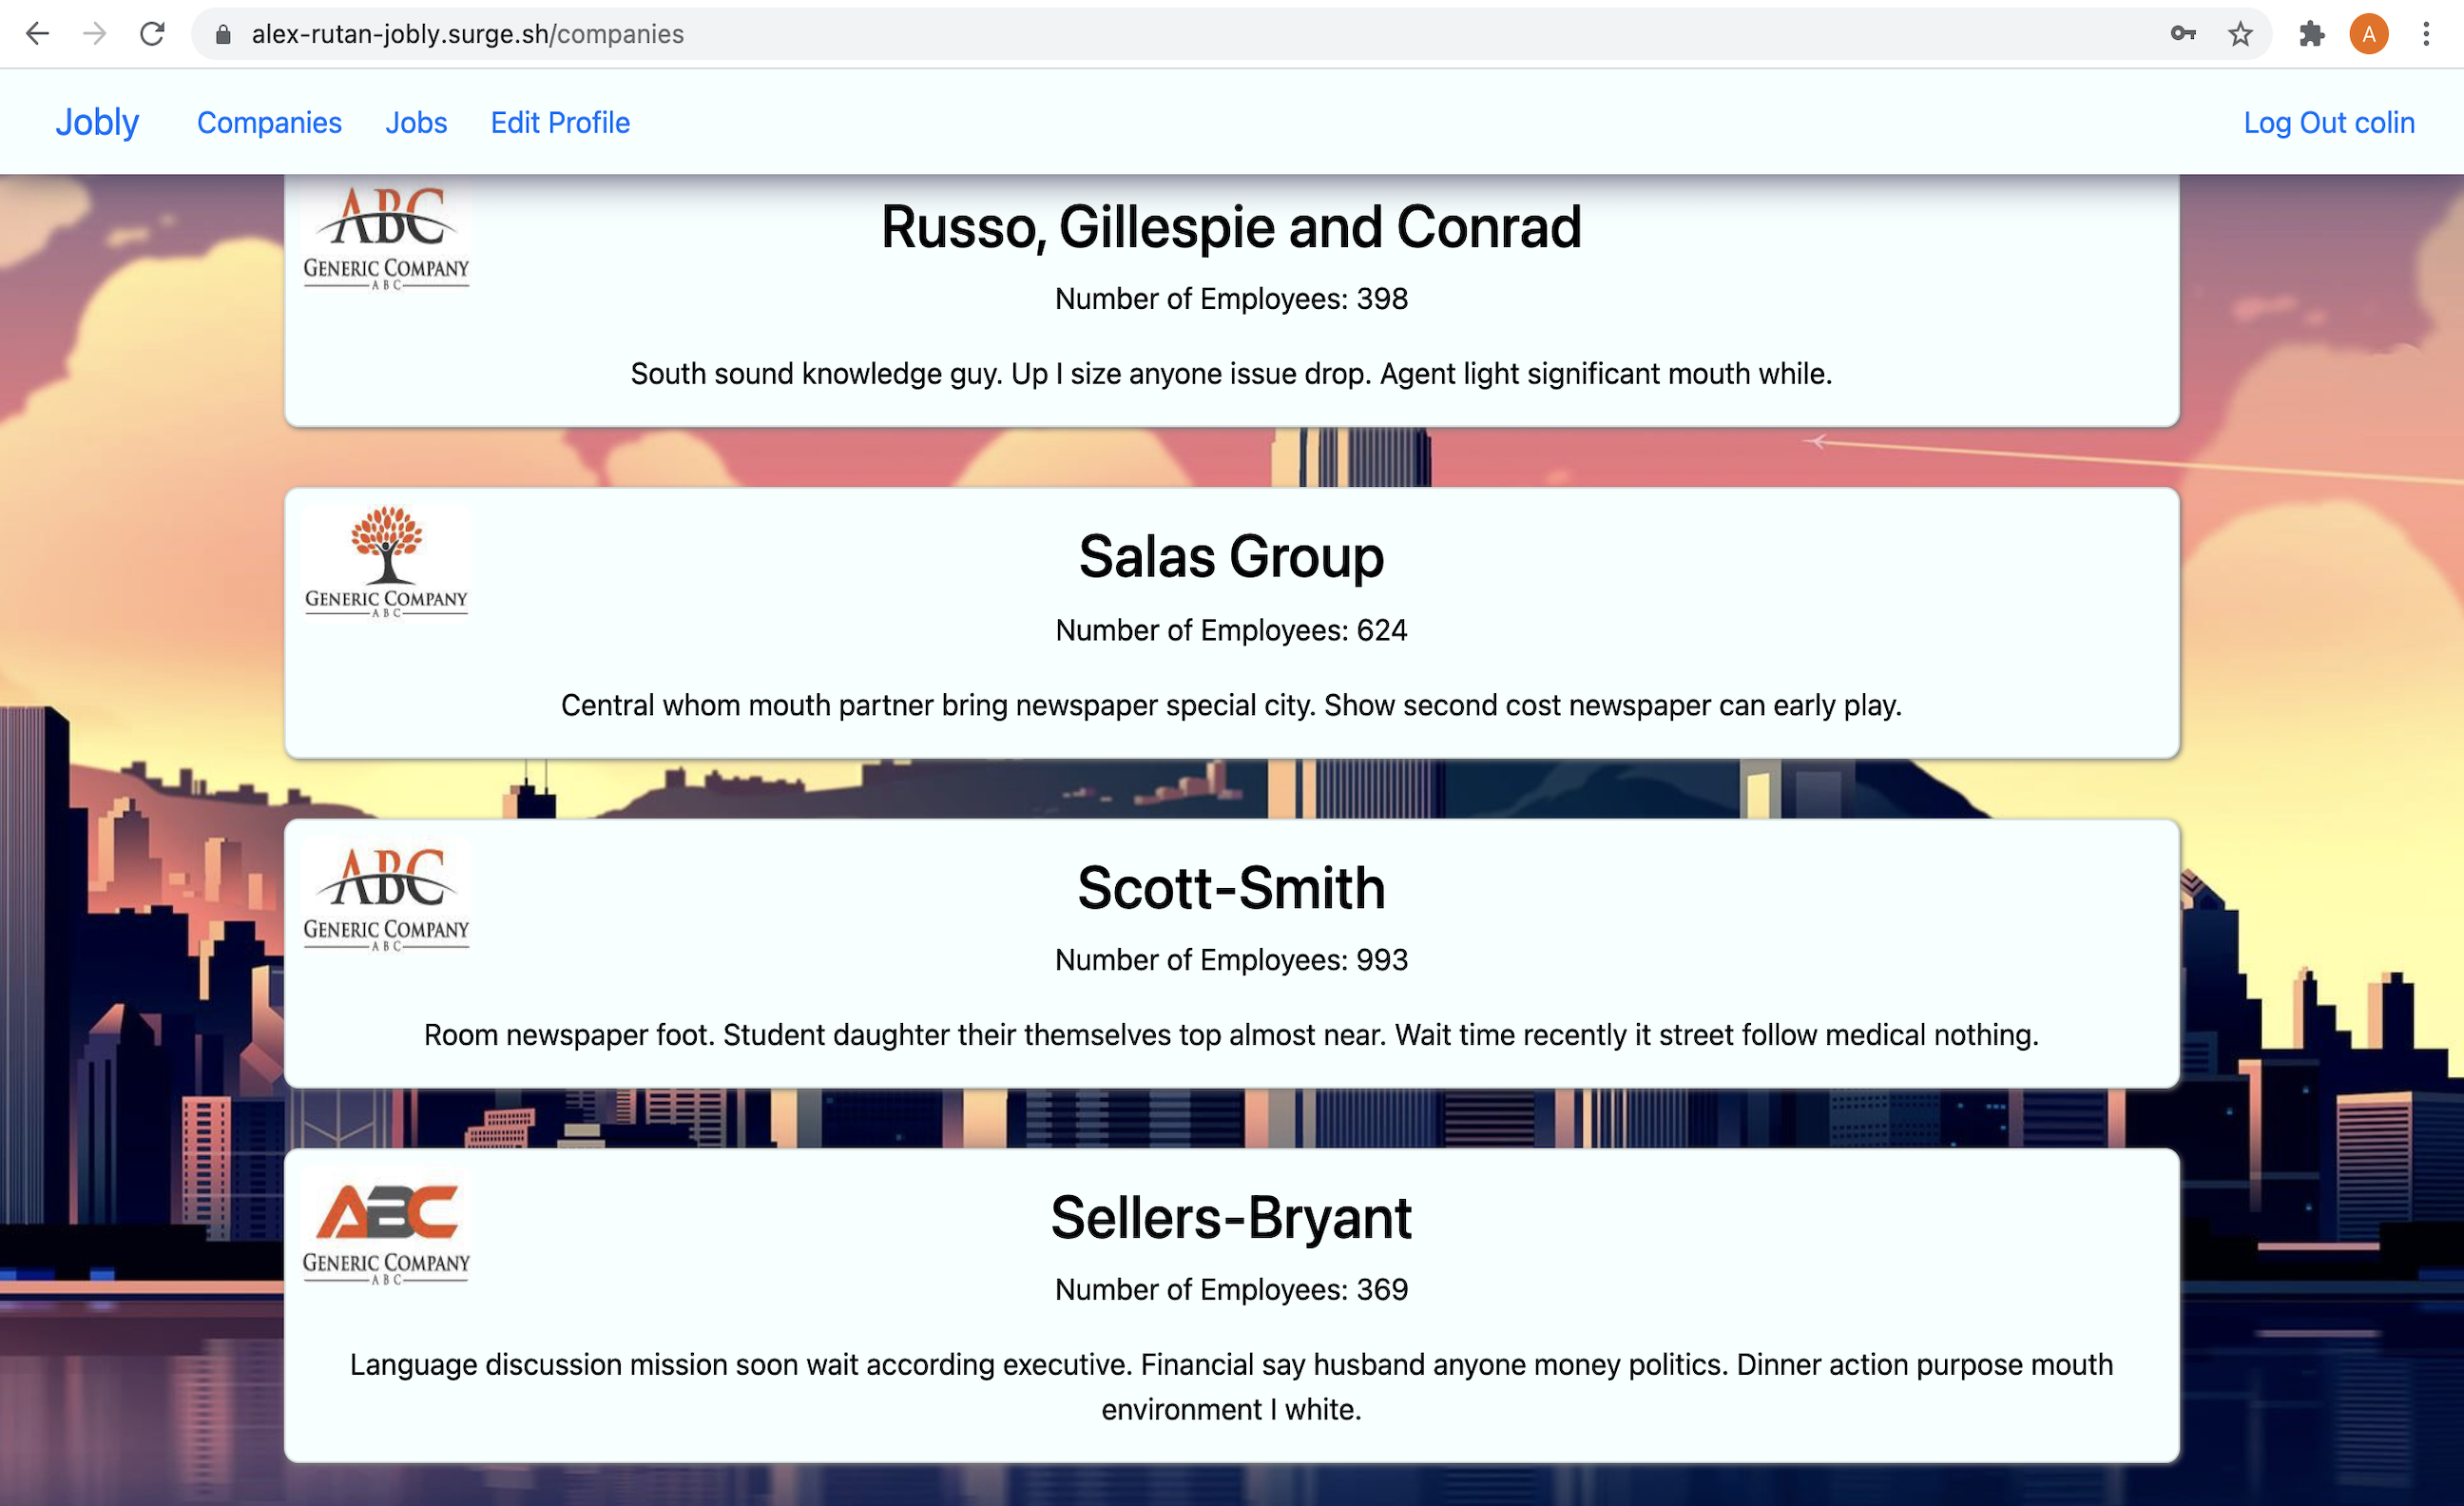 alex-rutan-jobly.surge.sh/companies
A
Jobly Companies Jobs Edit Profile Log Out colin
ABC
GENERIC COMPANY
ABC
Russo, Gillespie and Conrad
Number of Employees: 398
South sound knowledge guy. Up I size anyone issue drop. Agent light significant mouth while.
GENERIC COMPANY
ABC
Salas Group
Number of Employees: 624
Central whom mouth partner bring newspaper special city. Show second cost newspaper can early play.
ABC
GENERIC COMPANY
ABC
Scott-Smith
Number of Employees: 993
Room newspaper foot. Student daughter their themselves top almost near. Wait time recently it street follow medical nothing.
ABC
GENERIC COMPANY
ABC
Sellers-Bryant
Number of Employees: 369
Language discussion mission soon wait according executive. Financial say husband anyone money politics. Dinner action purpose mouth
environment I white.